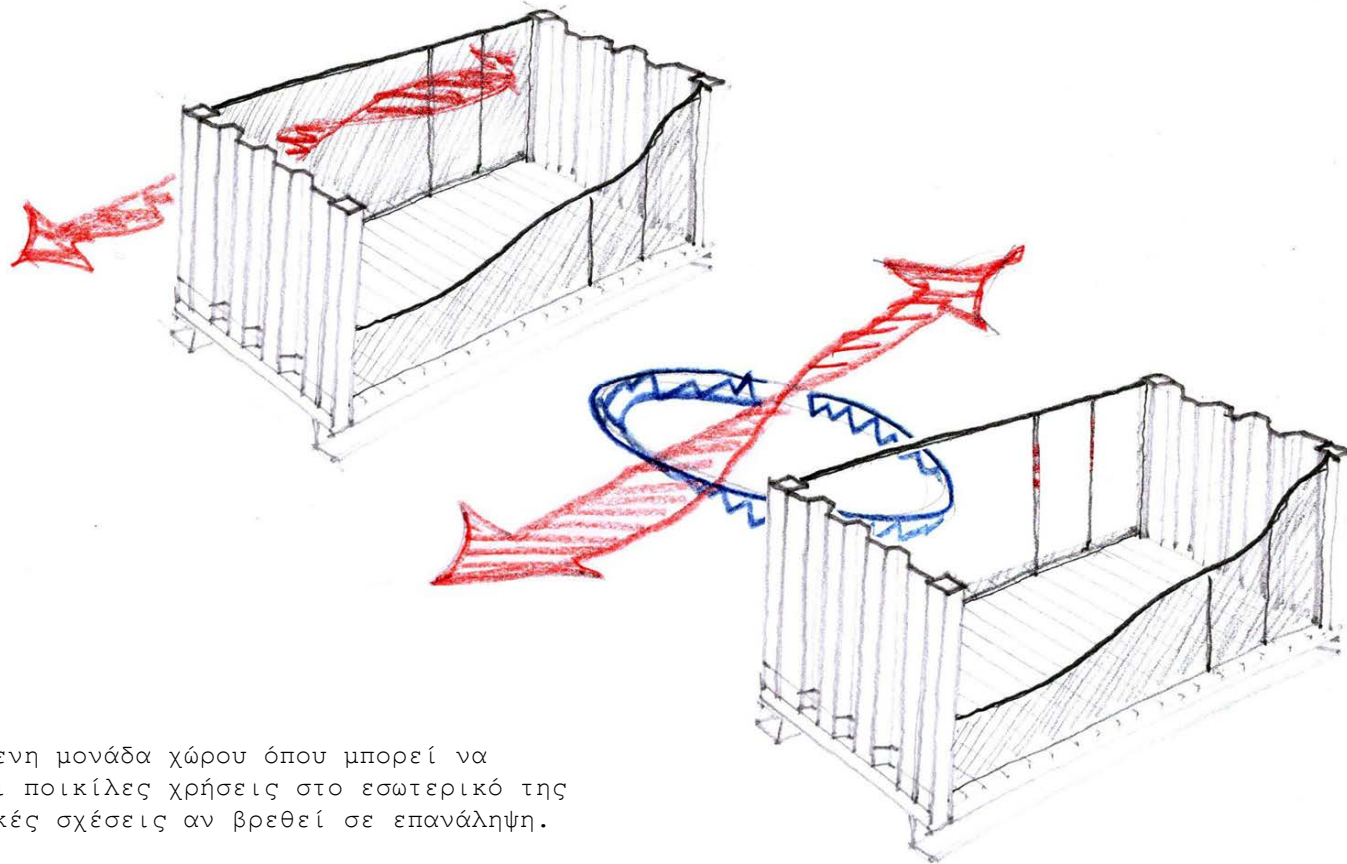 ενη μονάδα χώρου όπου μπορεί να
ι ποικίλες χρήσεις στο εσωτερικό της
κές σχέσεις αν βρεθεί σε επανάληψη.